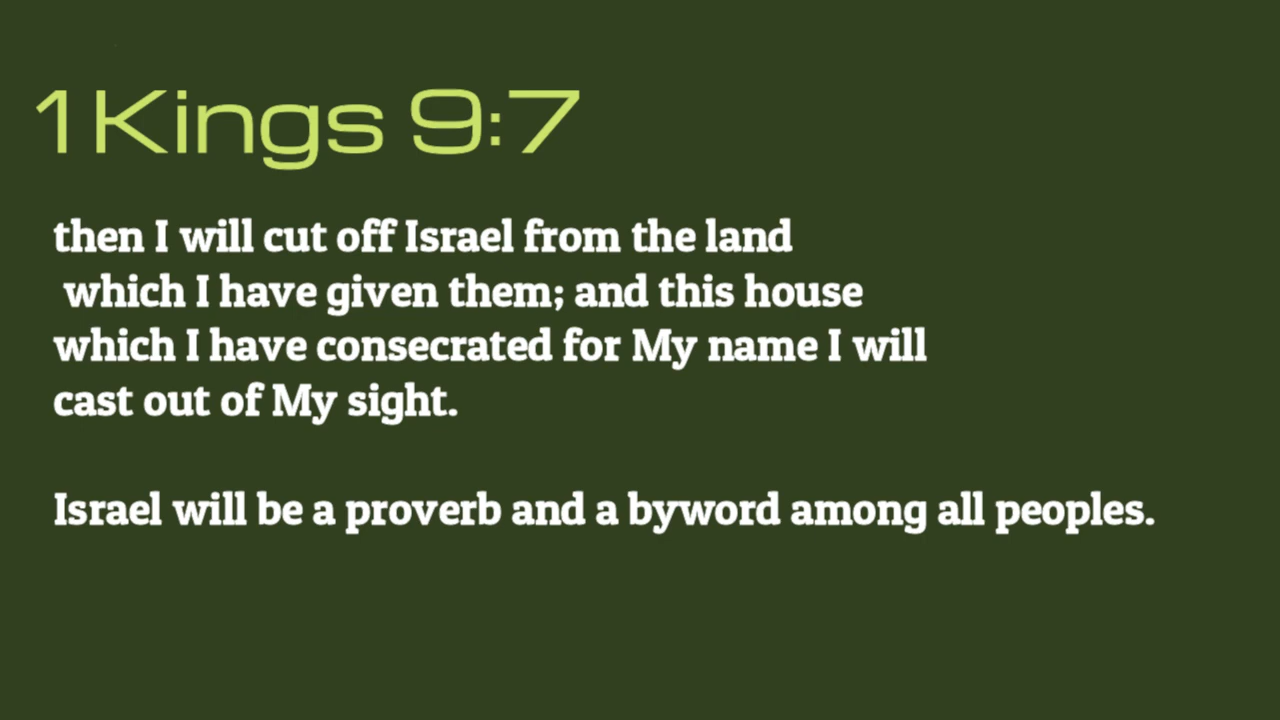 1 Kings 9:7
then I will cut off Israel from the land
which I have given them; and this house
which I have consecrated for My name I will
cast out of My sight.
Israel will be a proverb and a byword among all peoples.